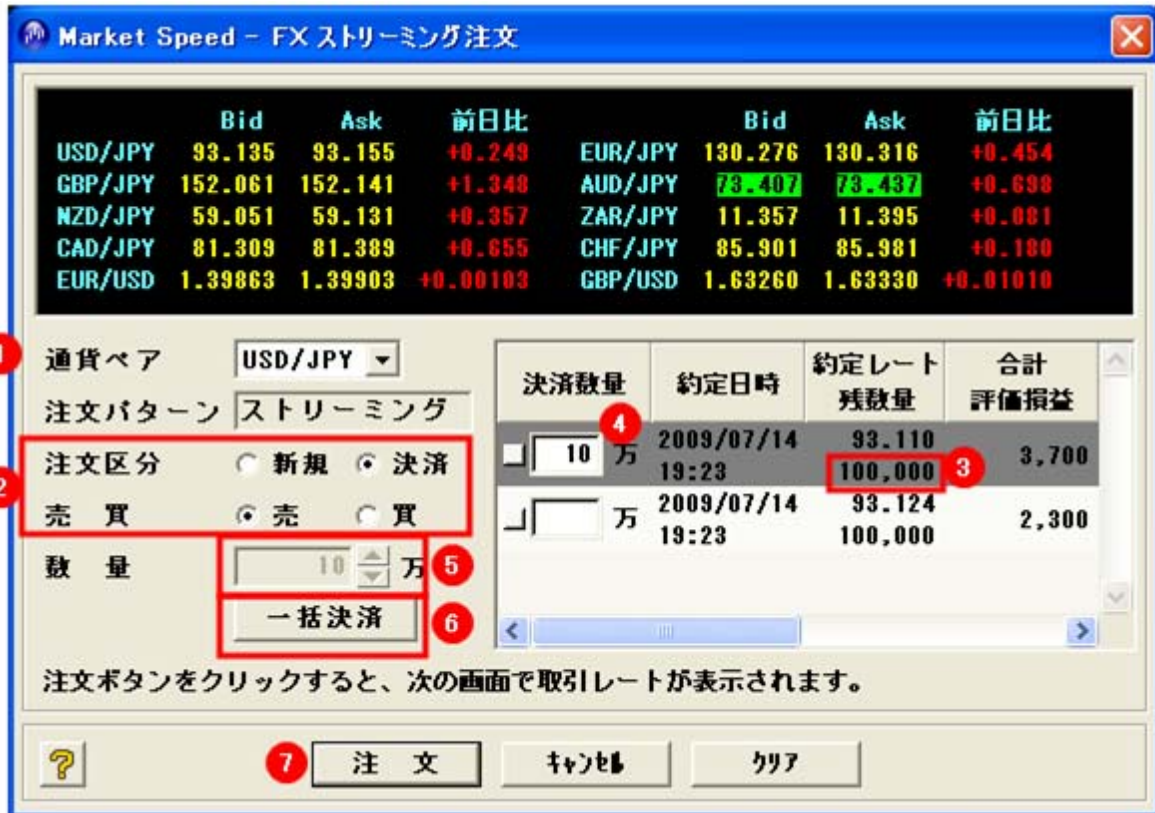 Market Speed - FX ストリーミング注文
Bid Ask 前日比 Bid Ask 前日比
USD/JPY 93.135 93.155 +0.249 EUR/JPY 130.276 130.316 +0.454
GBP/JPY 152.061 152.141 +1.348 AUD/JPY 73.407 73.437 +0.698
NZD/JPY 59.051 59.131 +0.357 ZAR/JPY 11.357 11.395 +0.081
CAD/JPY 81.309 81.389 +0.655 CHF/JPY 85.901 85.981 +0.180
EUR/USD 1.39863 1.39903 +0.00103 GBP/USD 1.63260 1.63330 +0.01010
1 通貨ペア USD/JPY
注文パターン ストリーミング
2 注文区分 新規 決済
売 買 売 買
数 量 10 万 5
一括決済 6
決済数量 約定日時 約定レート 残数量 合計 評価損益
4
10 万 2009/07/14 19:23 93.110 100,000 3 3,700
万 2009/07/14 19:23 93.124 100,000 2,300
注文ボタンをクリックすると、次の画面で取引レートが表示されます。
? 7 注 文 ｷｬﾝｾﾙ ｸﾘｱ